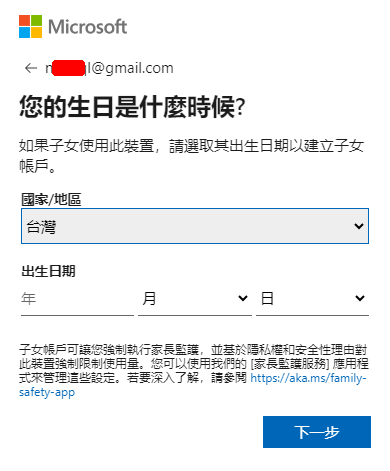 Microsoft
← n l@gmail.com
您的生日是什麼時候?
如果子女使用此裝置，請選取其出生日期以建立子女
帳戶。
國家/地區
台灣
出生日期
年 月 日
子女帳戶可讓您強制執行家長監護，並基於隱私權和安全性理由對
此裝置強制限制使用量。您可以使用我們的 [家長監護服務] 應用程
式來管理這些設定。若要深入了解，請參閱 https://aka.ms/family-
safety-app
下一步